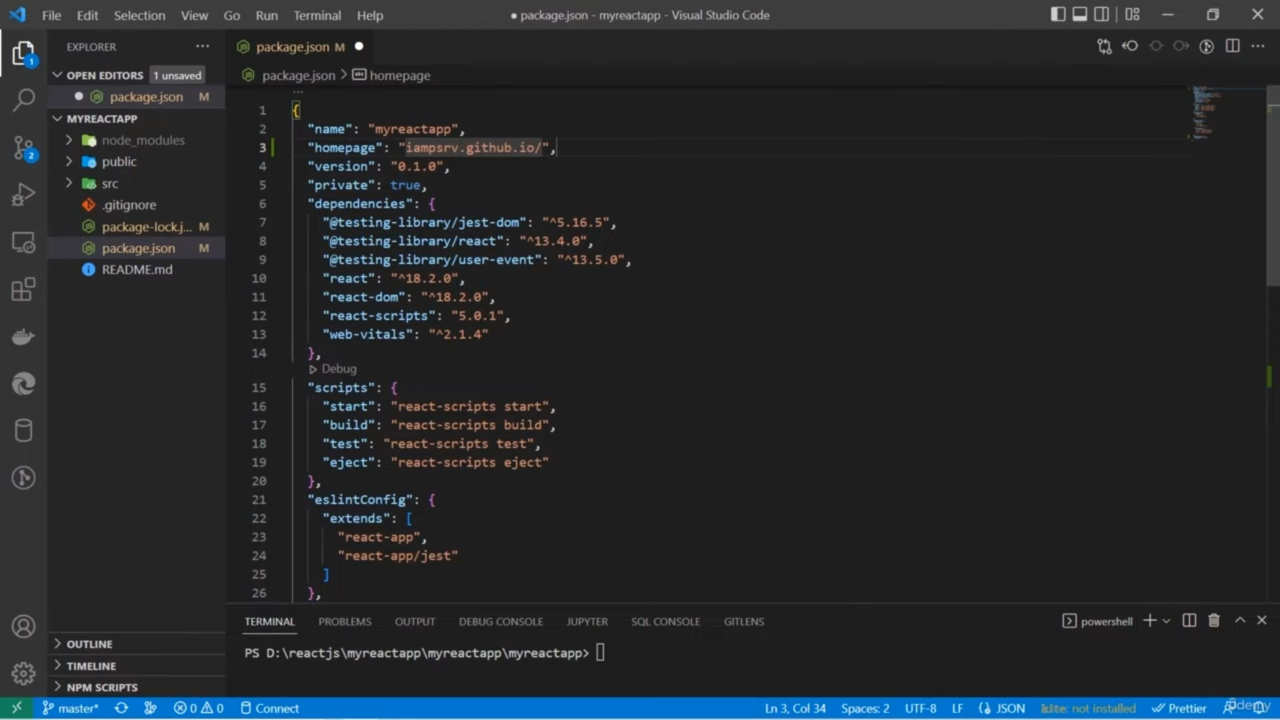 File Edit Selection View Go Run Terminal Help
● package.json - myreactapp - Visual Studio Code
EXPLORER
1
package.json M
OPEN EDITORS 1 unsaved
package.json > homepage
package.json M
MYREACTAPP
node_modules
2
public
src
.gitignore
package-lock.j... M
package.json M
README.md
1 {
2 "name": "myreactapp",
3 "homepage": "iampsrv.github.io/",
4 "version": "0.1.0",
5 "private": true,
6 "dependencies": {
7 "@testing-library/jest-dom": "^5.16.5",
8 "@testing-library/react": "^13.4.0",
9 "@testing-library/user-event": "^13.5.0",
10 "react": "^18.2.0",
11 "react-dom": "^18.2.0",
12 "react-scripts": "5.0.1",
13 "web-vitals": "^2.1.4"
14 },
Debug
15 "scripts": {
16 "start": "react-scripts start",
17 "build": "react-scripts build",
18 "test": "react-scripts test",
19 "eject": "react-scripts eject"
20 },
21 "eslintConfig": {
22 "extends": [
23 "react-app",
24 "react-app/jest"
25 ]
26 },
TERMINAL PROBLEMS OUTPUT DEBUG CONSOLE JUPYTER SQL CONSOLE GITLENS
powershell
PS D:\reactjs\myreactapp\myreactapp\myreactapp>
OUTLINE
TIMELINE
NPM SCRIPTS
master* 0 0 Connect
Ln 3, Col 34 Spaces: 2 UTF-8 LF JSON kite: not installed Prettier
Udemy